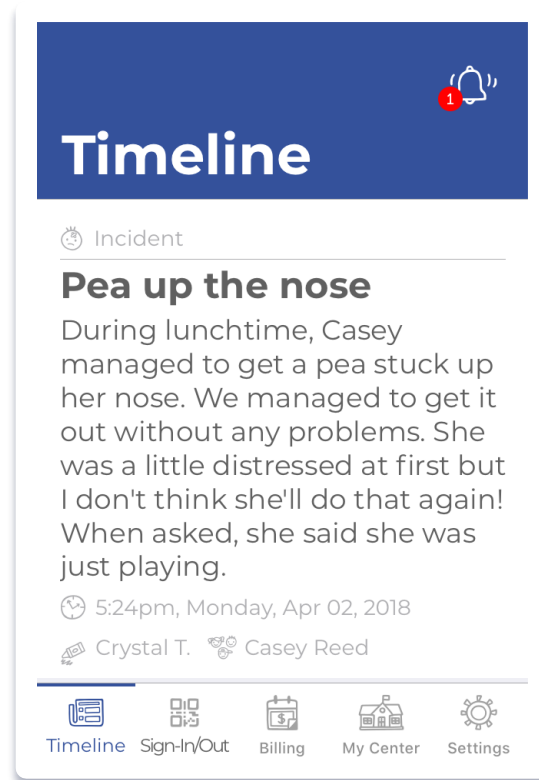 1
Timeline
Incident
Pea up the nose
During lunchtime, Casey
managed to get a pea stuck up
her nose. We managed to get it
out without any problems. She
was a little distressed at first but
I don't think she'll do that again!
When asked, she said she was
just playing.
5:24pm, Monday, Apr 02, 2018
Crystal T. Casey Reed
$
Timeline Sign-In/Out Billing My Center Settings